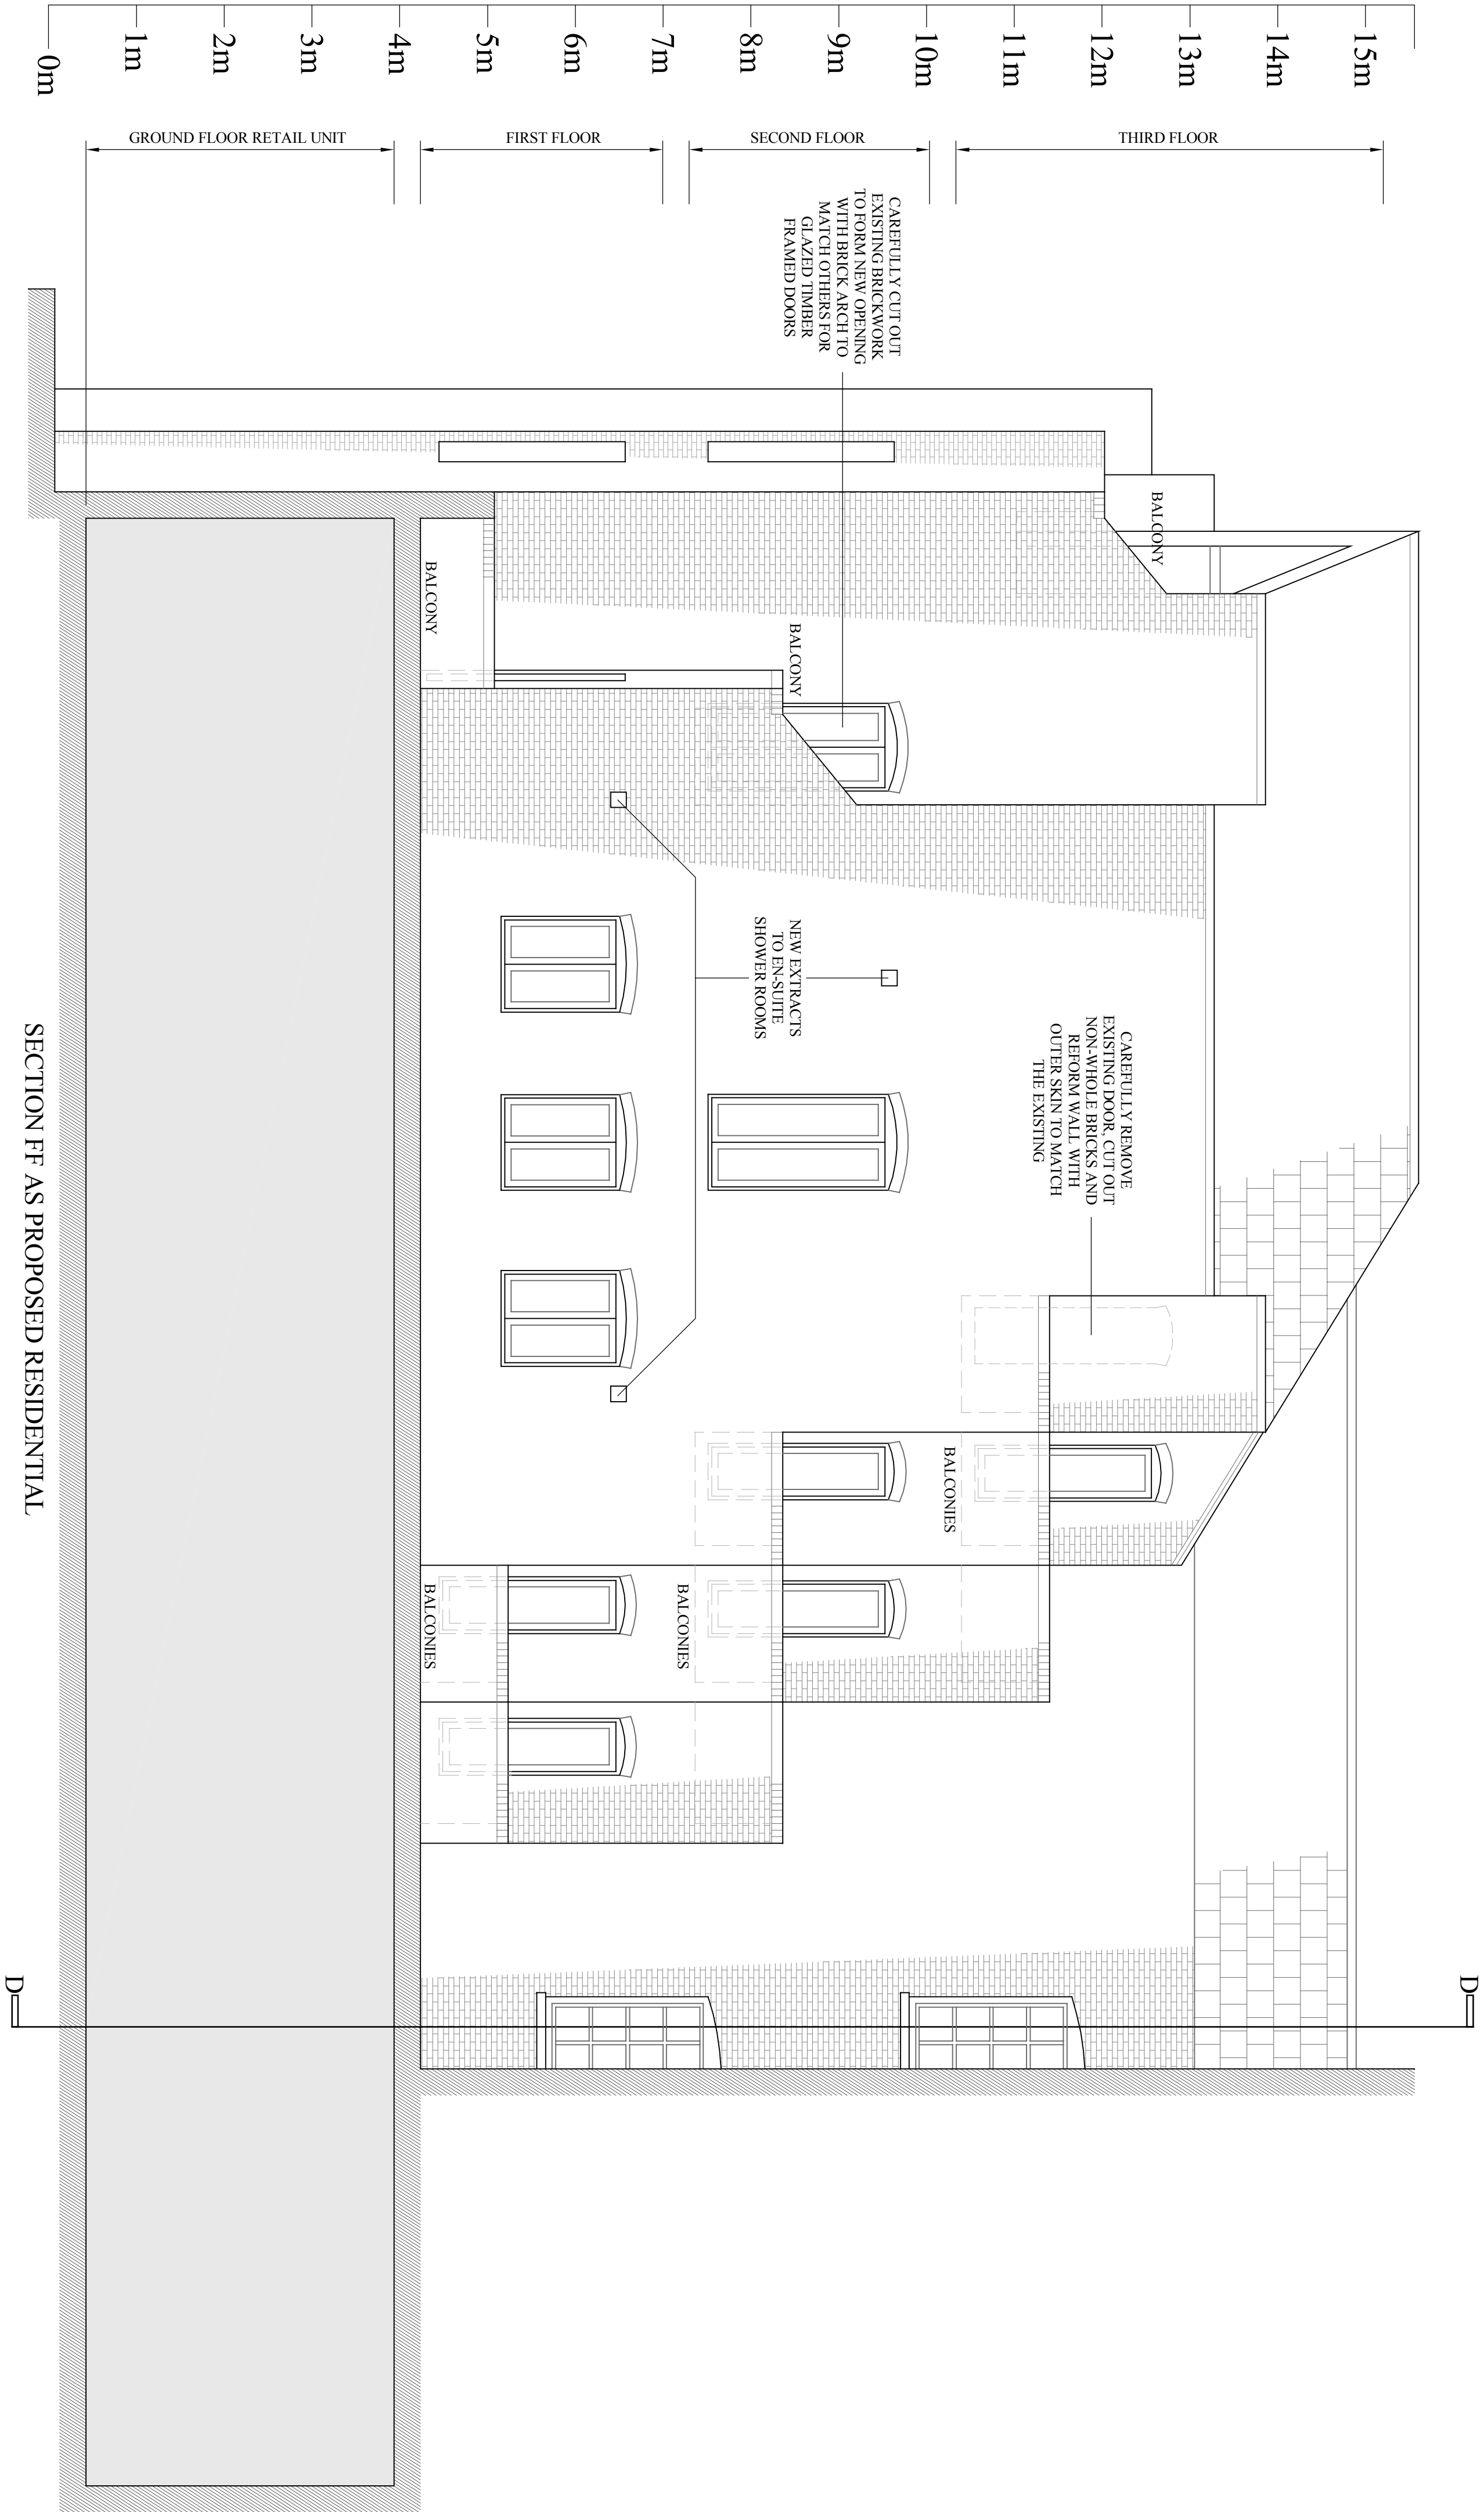 15m
14m
13m
12m
11m
10m
9m
8m
7m
6m
5m
4m
3m
2m
1m
0m
THIRD FLOOR
SECOND FLOOR
FIRST FLOOR
GROUND FLOOR RETAIL UNIT
CAREFULLY CUT OUT
EXISTING BRICKWORK
TO FORM NEW OPENING
WITH BRICK ARCH TO
MATCH OTHERS FOR
GLAZED TIMBER
FRAMED DOORS
BALCONY
BALCONY
BALCONY
NEW EXTRACTS
TO EN-SUITE
SHOWER ROOMS
CAREFULLY REMOVE
EXISTING DOOR, CUT OUT
NON-WHOLE BRICKS AND
REFORM WALL WITH
OUTER SKIN TO MATCH
THE EXISTING
BALCONIES
BALCONIES
BALCONIES
D
D
SECTION FF AS PROPOSED RESIDENTIAL